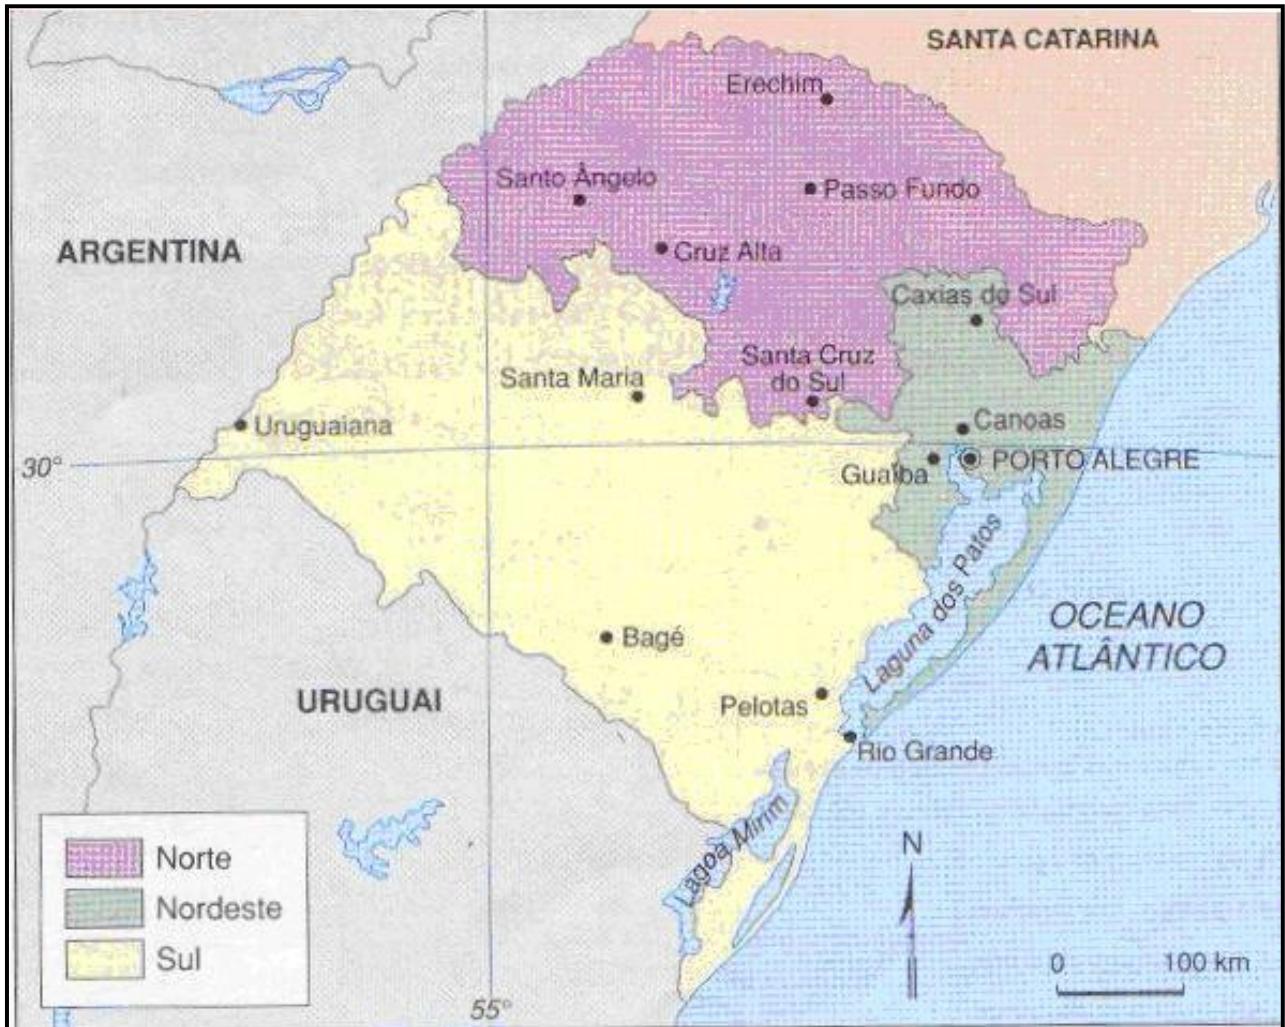 SANTA CATARINA
Erechim
Santo Ângelo
Passo Fundo
ARGENTINA
Cruz Alta
Caxias do Sul
Santa Cruz
do Sul
Santa Maria
Uruguaiana
Canoas
30°
Guaíba
PORTO ALEGRE
Laguna dos Patos
OCEANO
ATLÂNTICO
Bagé
URUGUAI
Pelotas
Rio Grande
Lagoa Mirim
N
Norte
Nordeste
Sul
0 100 km
55°